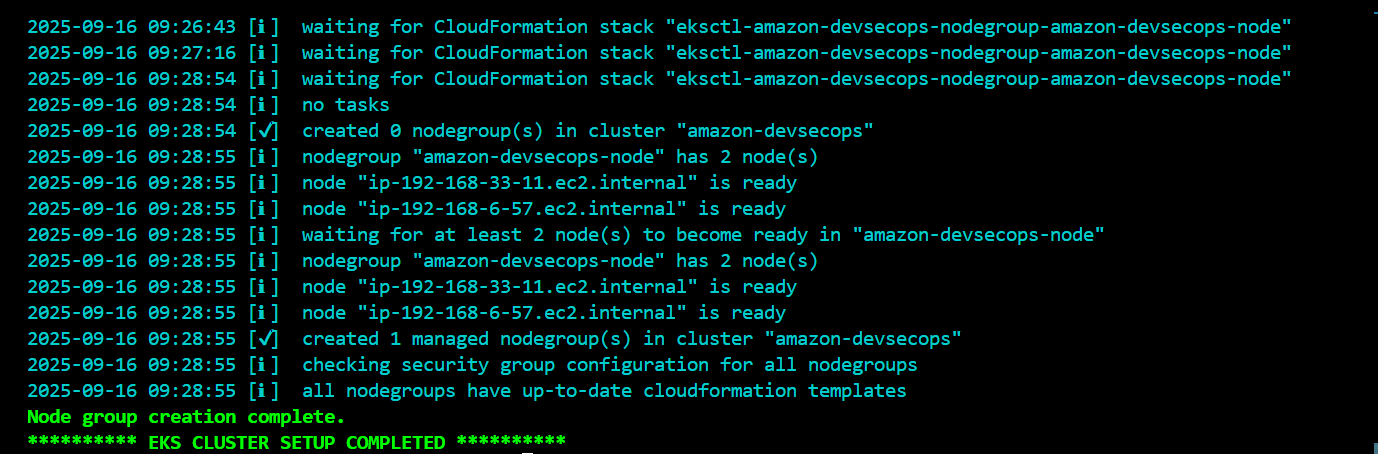 2025-09-16 09:26:43 [ℹ]  waiting for CloudFormation stack "eksctl-amazon-devsecops-nodegroup-amazon-devsecops-node"
2025-09-16 09:27:16 [ℹ]  waiting for CloudFormation stack "eksctl-amazon-devsecops-nodegroup-amazon-devsecops-node"
2025-09-16 09:28:54 [ℹ]  waiting for CloudFormation stack "eksctl-amazon-devsecops-nodegroup-amazon-devsecops-node"
2025-09-16 09:28:54 [ℹ]  no tasks
2025-09-16 09:28:54 [✔]  created 0 nodegroup(s) in cluster "amazon-devsecops"
2025-09-16 09:28:55 [ℹ]  nodegroup "amazon-devsecops-node" has 2 node(s)
2025-09-16 09:28:55 [ℹ]  node "ip-192-168-33-11.ec2.internal" is ready
2025-09-16 09:28:55 [ℹ]  node "ip-192-168-6-57.ec2.internal" is ready
2025-09-16 09:28:55 [ℹ]  waiting for at least 2 node(s) to become ready in "amazon-devsecops-node"
2025-09-16 09:28:55 [ℹ]  nodegroup "amazon-devsecops-node" has 2 node(s)
2025-09-16 09:28:55 [ℹ]  node "ip-192-168-33-11.ec2.internal" is ready
2025-09-16 09:28:55 [ℹ]  node "ip-192-168-6-57.ec2.internal" is ready
2025-09-16 09:28:55 [✔]  created 1 managed nodegroup(s) in cluster "amazon-devsecops"
2025-09-16 09:28:55 [ℹ]  checking security group configuration for all nodegroups
2025-09-16 09:28:55 [ℹ]  all nodegroups have up-to-date cloudformation templates
Node group creation complete.
********** EKS CLUSTER SETUP COMPLETED **********